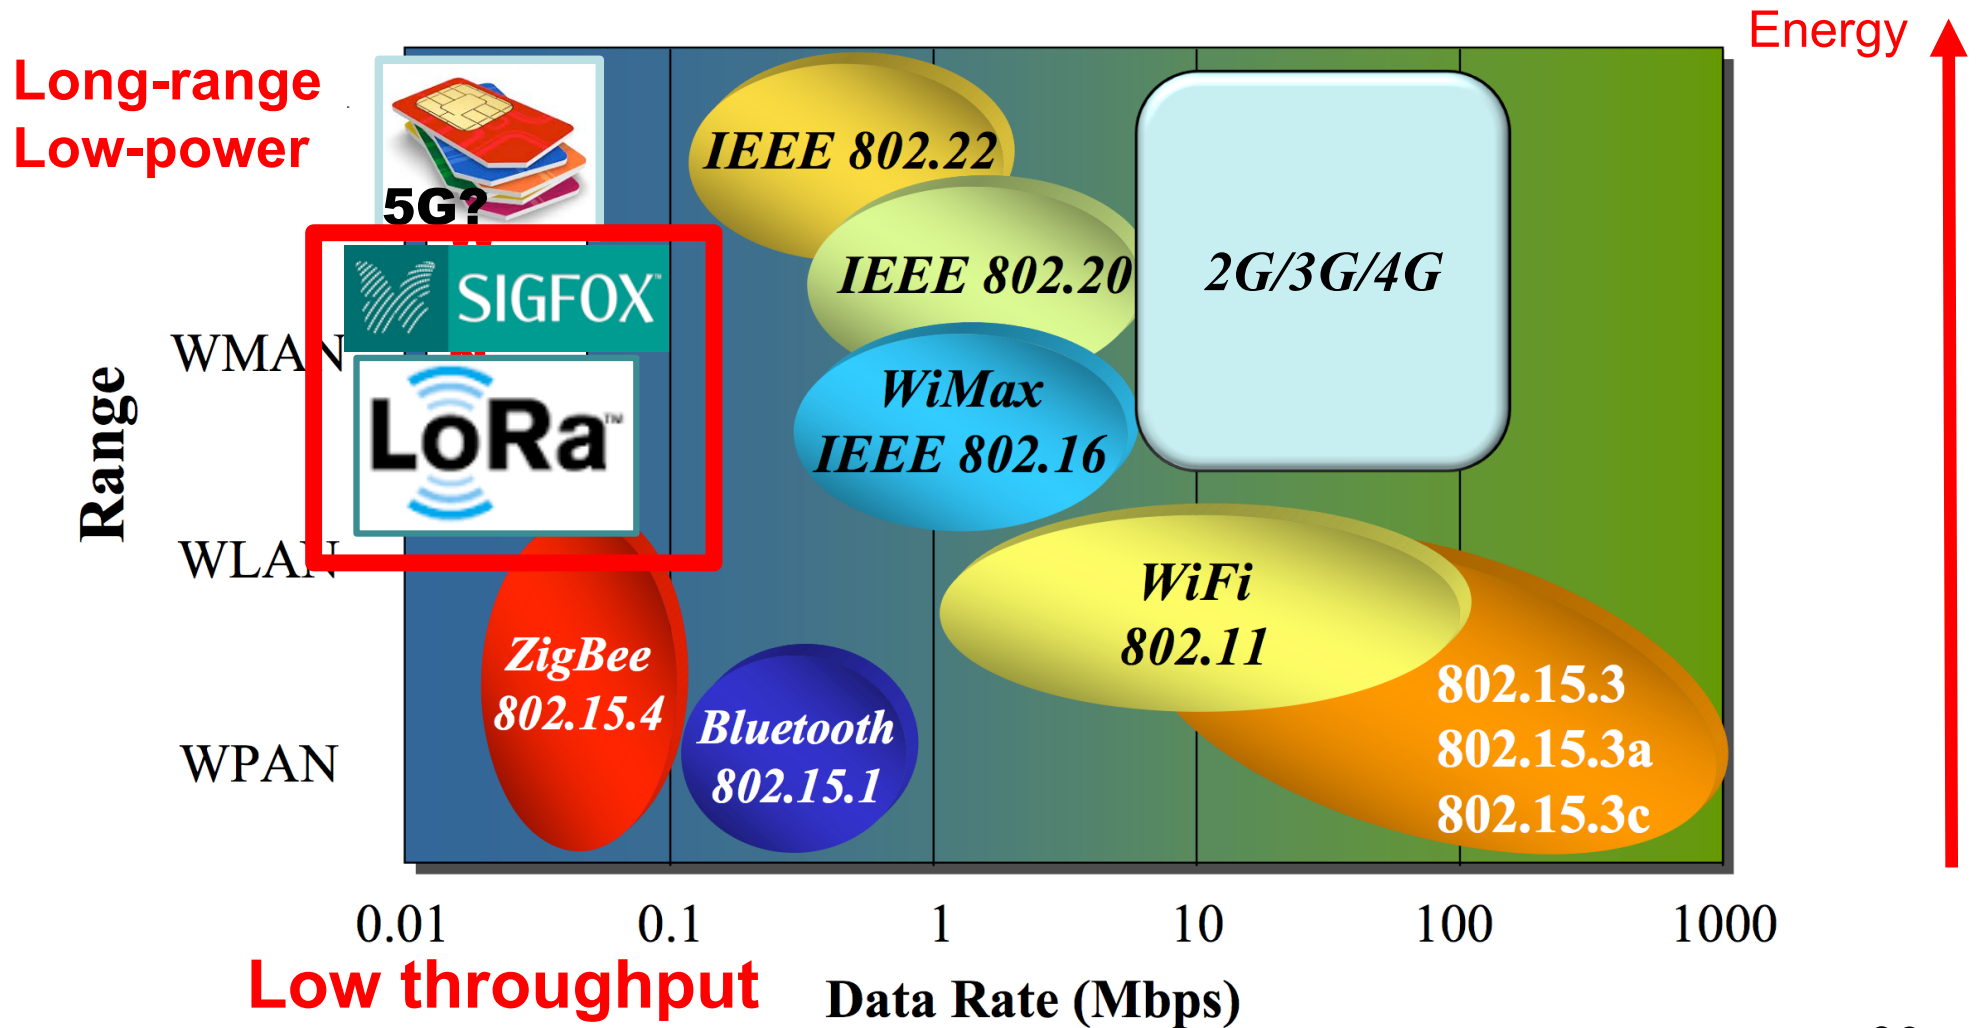 Energy
Long-range
Low-power
5G?
SIGFOX™
LoRa™
IEEE 802.22
IEEE 802.20
2G/3G/4G
WiMax
IEEE 802.16
Range
WMAN
WLAN
WPAN
WiFi
802.11
ZigBee
802.15.4
Bluetooth
802.15.1
802.15.3
802.15.3a
802.15.3c
0.01 0.1 1 10 100 1000
Low throughput
Data Rate (Mbps)